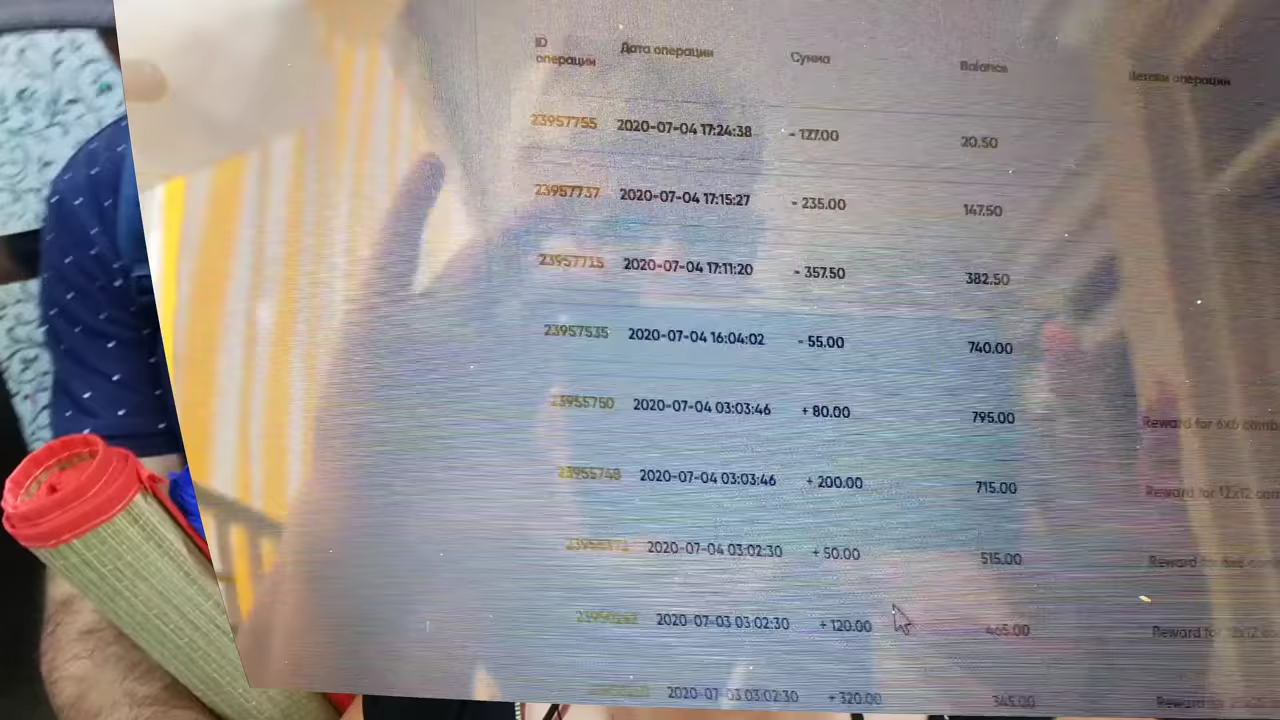 ID операции Дата операции Сумма Balance Детали операции
23957755 2020-07-04 17:24:38 - 127.00 20.50
23957737 2020-07-04 17:15:27 - 235.00 147.50
23957715 2020-07-04 17:11:20 - 357.50 382.50
23957535 2020-07-04 16:04:02 - 55.00 740.00
23955750 2020-07-04 03:03:46 + 80.00 795.00 Reward for 6x6
23955748 2020-07-04 03:03:46 + 200.00 715.00 Reward for 12x12
2020-07-04 03:02:30 + 50.00 515.00 Reward for 6x6
2020-07-03 03:02:30 + 120.00 465.00 Reward for 12x12
2020-07-03 03:02:30 + 320.00 345.00 Reward for